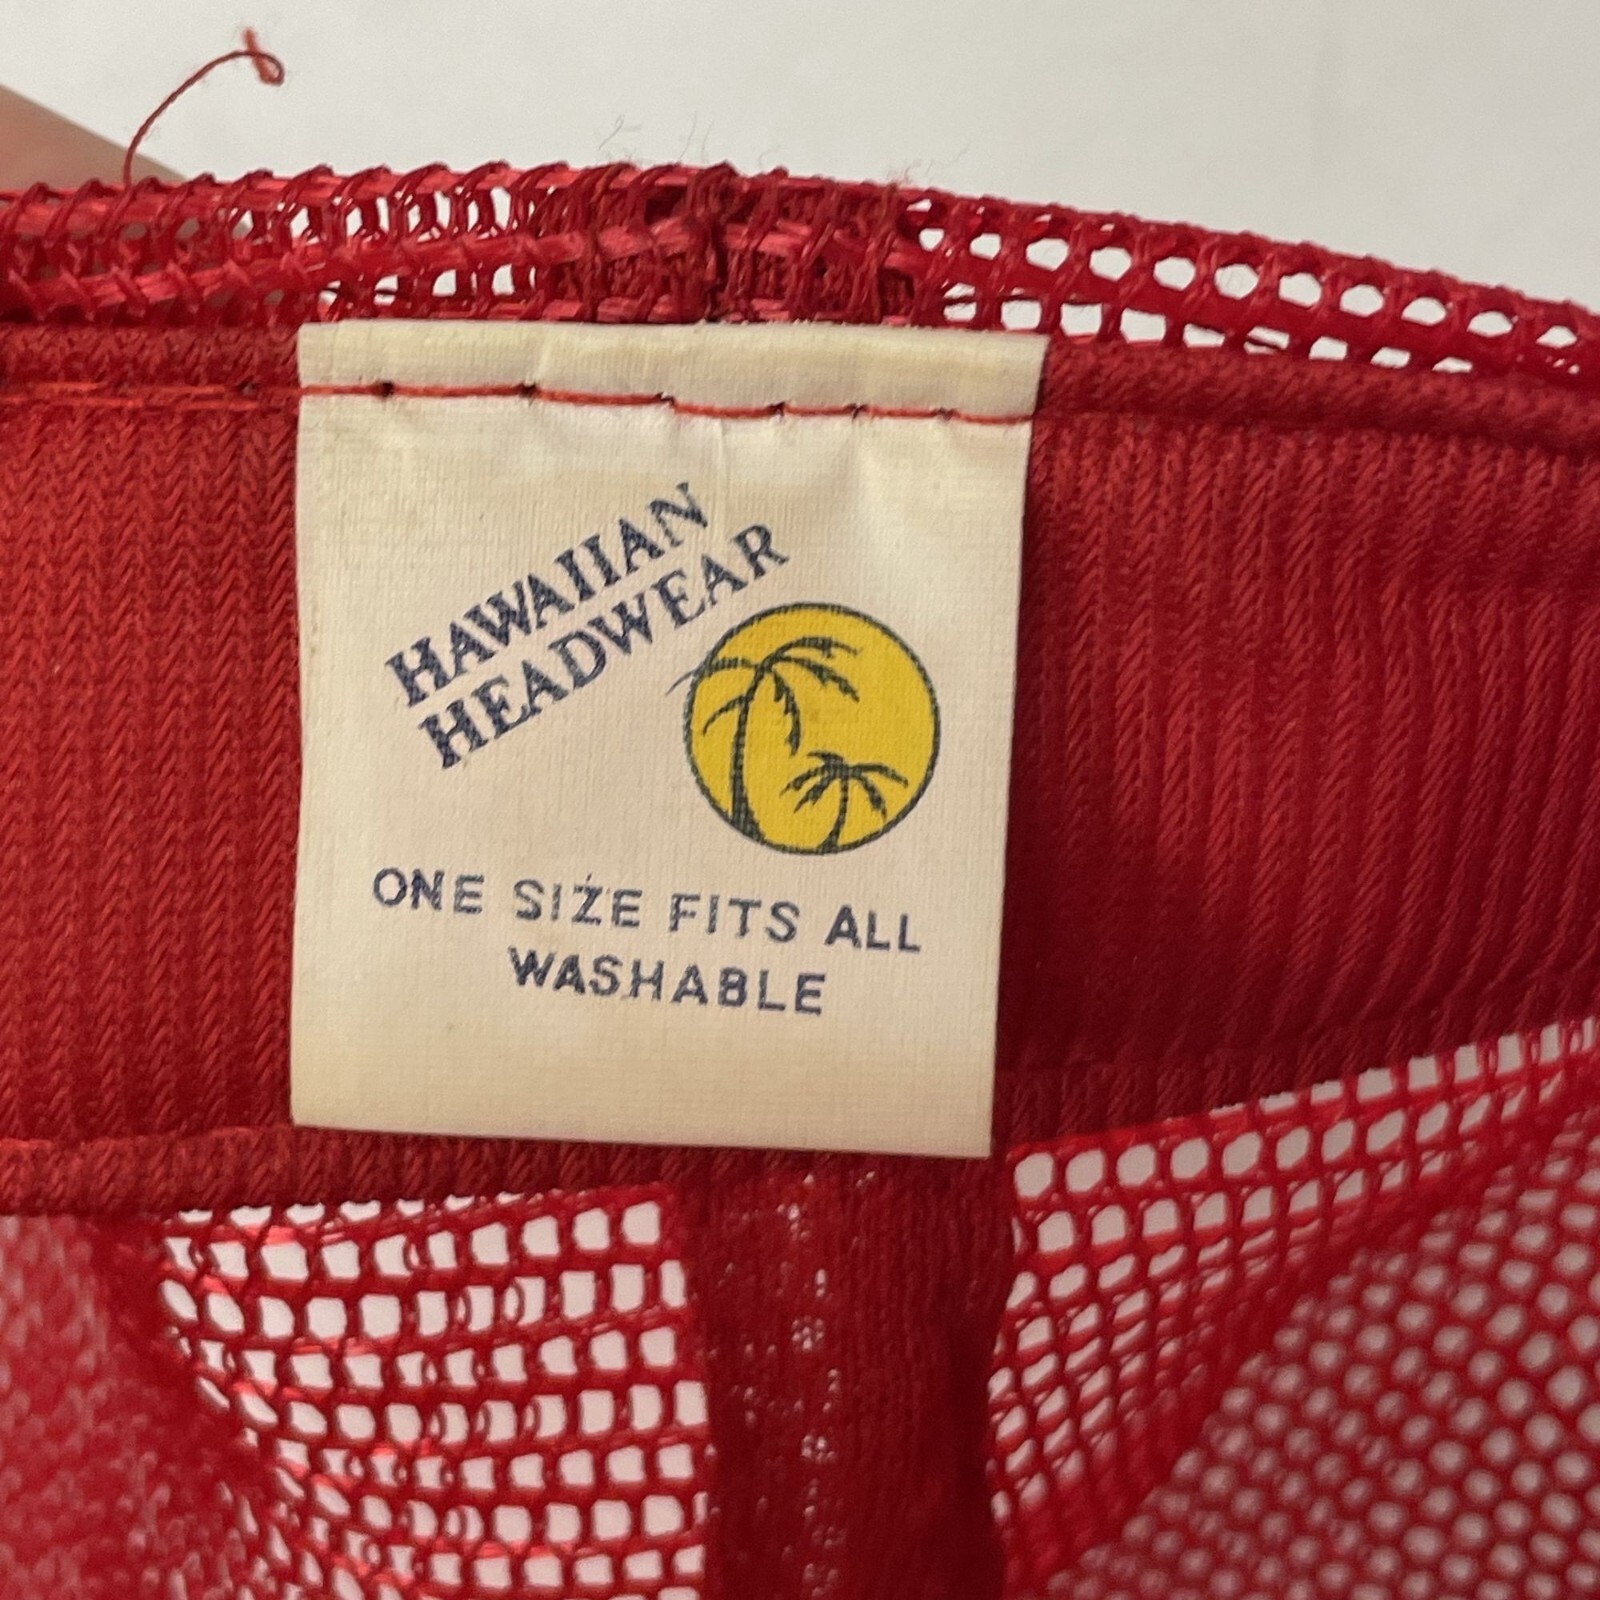 HAWAIIAN
HEADWEAR
ONE SIZE FITS ALL
WASHABLE